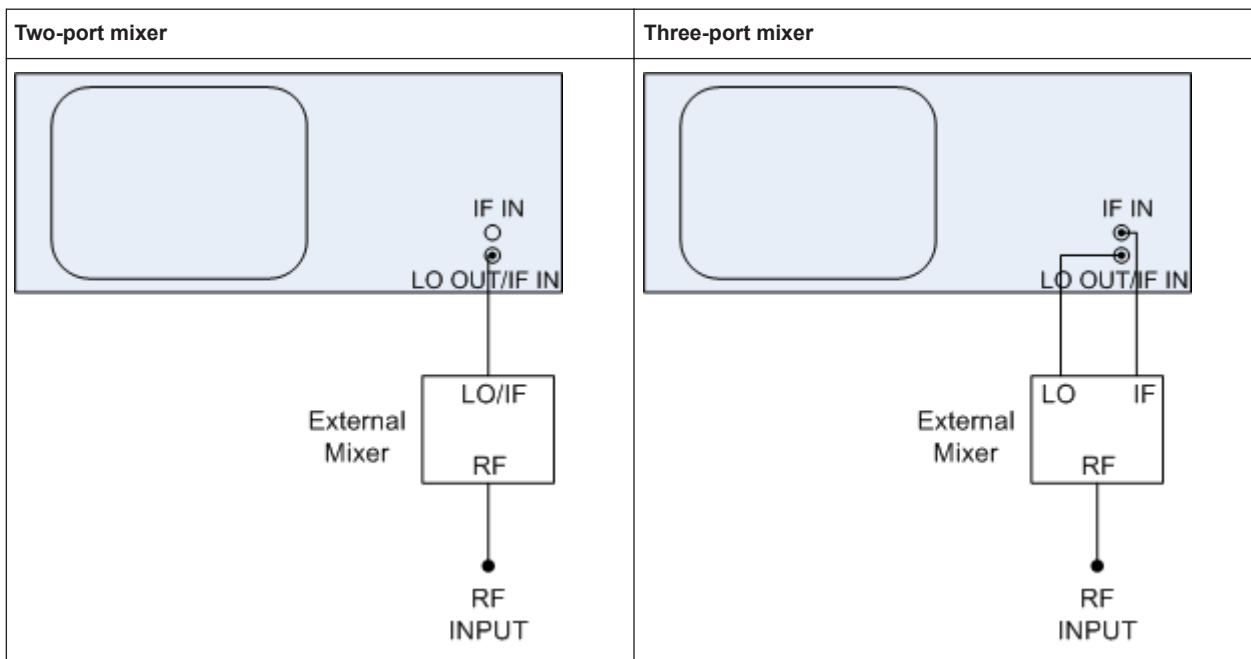 Two-port mixer
Three-port mixer
IF IN
LO OUT/IF IN
LO/IF
External
Mixer
RF
RF
INPUT
IF IN
LO OUT/IF IN
LO IF
External
Mixer
RF
RF
INPUT